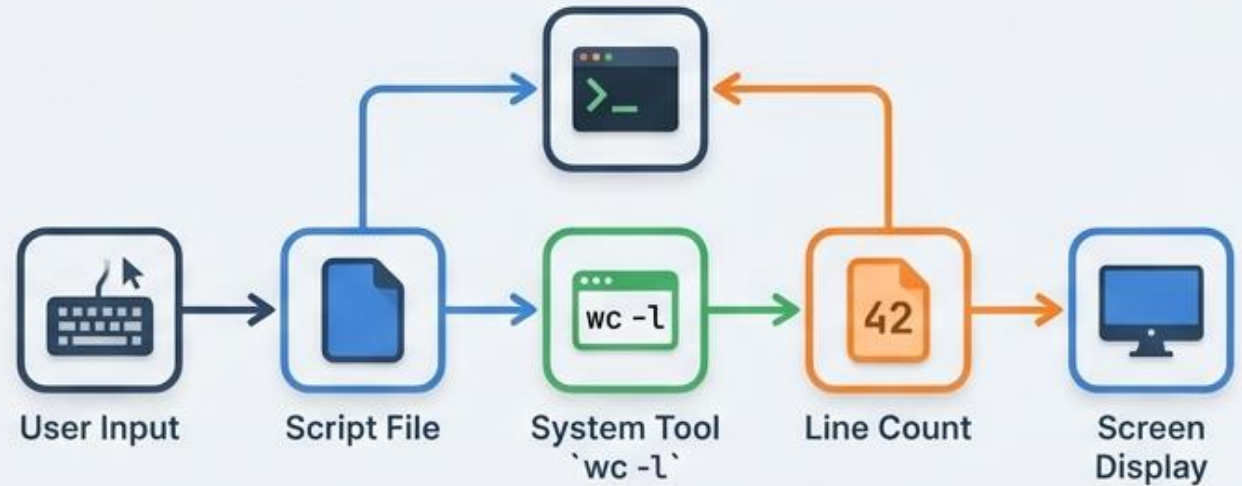 >_
wc -l
42
User Input
Script File
System Tool
`wc -l`
Line Count
Screen
Display